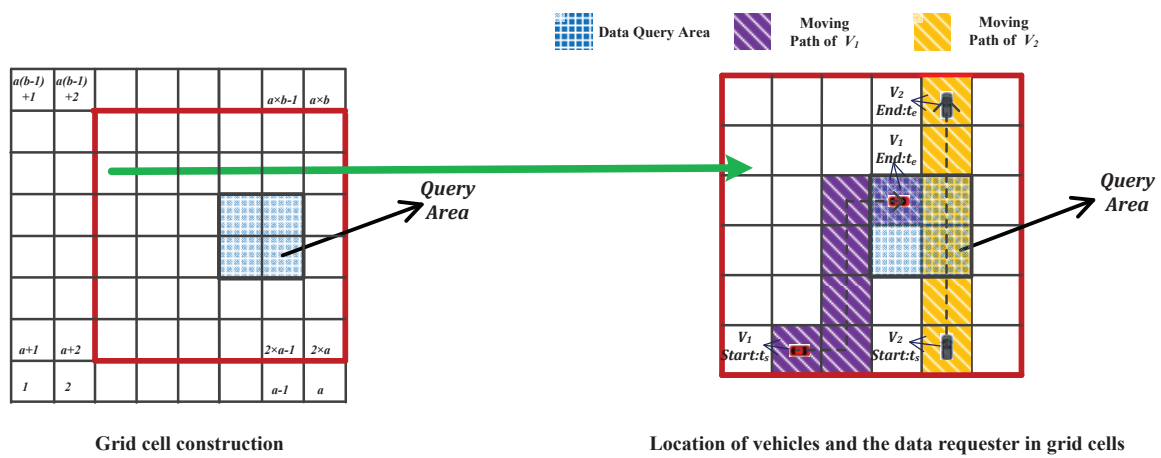 Data Query Area
Moving
Path of V1
Moving
Path of V2
a(b-1)
+1
a(b-1)
+2
a×b-1
a×b
Query
Area
a+1
a+2
2×a-1
2×a
1
2
a-1
a
V2
End:te
V1
End:te
Query
Area
V1
Start:ts
V2
Start:ts
Grid cell construction
Location of vehicles and the data requester in grid cells